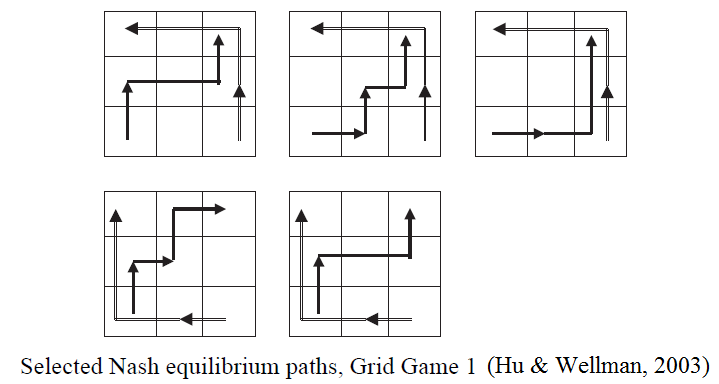 Selected Nash equilibrium paths, Grid Game 1 (Hu & Wellman, 2003)